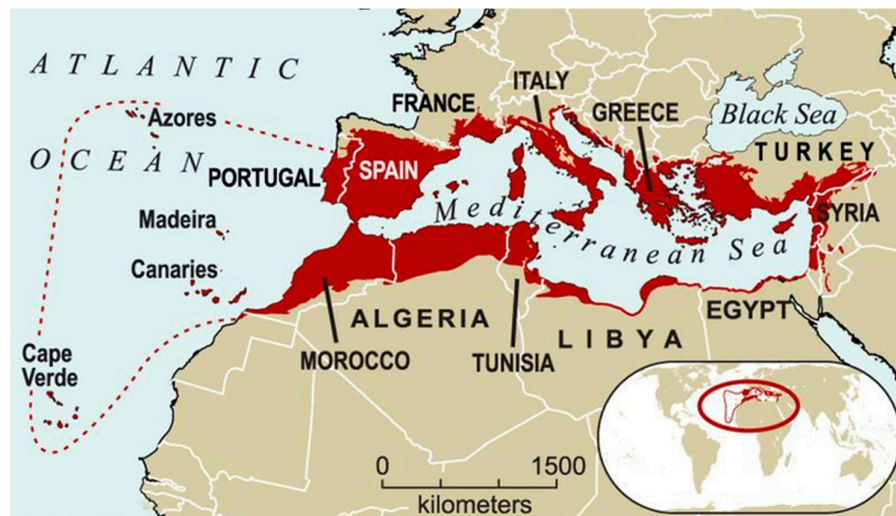 ATLANTIC
OCEAN
Azores
Madeira
Canaries
Cape
Verde
PORTUGAL
SPAIN
FRANCE
ITALY
GREECE
Black Sea
TURKEY
SYRIA
Mediterranean Sea
MOROCCO
ALGERIA
TUNISIA
LIBYA
EGYPT
0 1500
kilometers